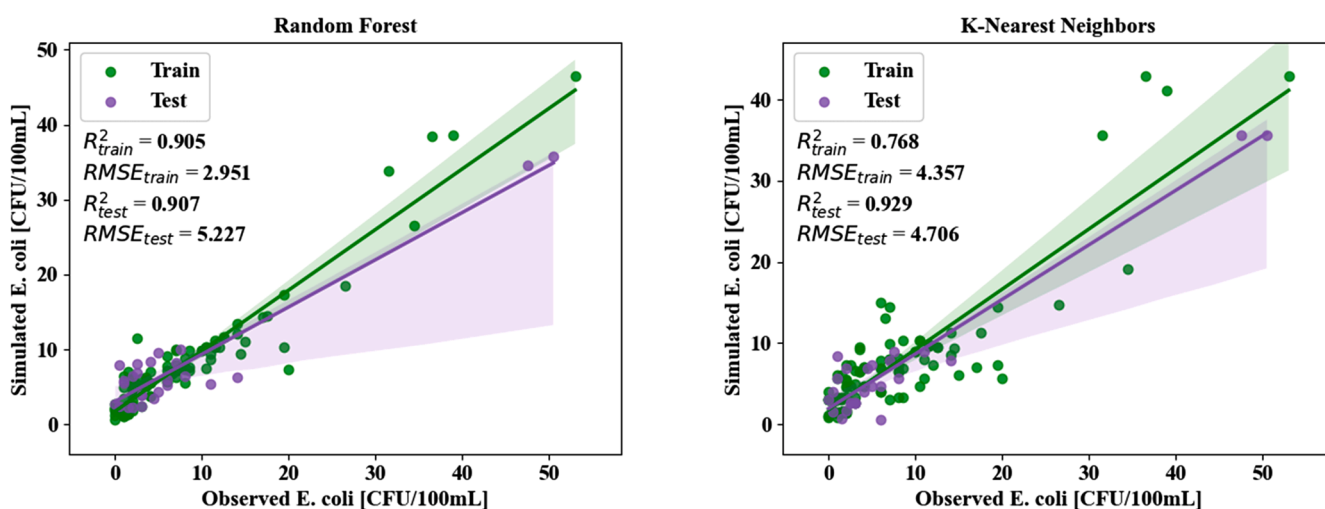 Random Forest
50
40
30
20
10
0
Simulated E. coli [CFU/100mL]
Train
Test
R²train = 0.905
RMSEtrain = 2.951
R²test = 0.907
RMSEtest = 5.227
0 10 20 30 40 50
Observed E. coli [CFU/100mL]
K-Nearest Neighbors
40
30
20
10
0
Simulated E. coli [CFU/100mL]
Train
Test
R²train = 0.768
RMSEtrain = 4.357
R²test = 0.929
RMSEtest = 4.706
0 10 20 30 40 50
Observed E. coli [CFU/100mL]